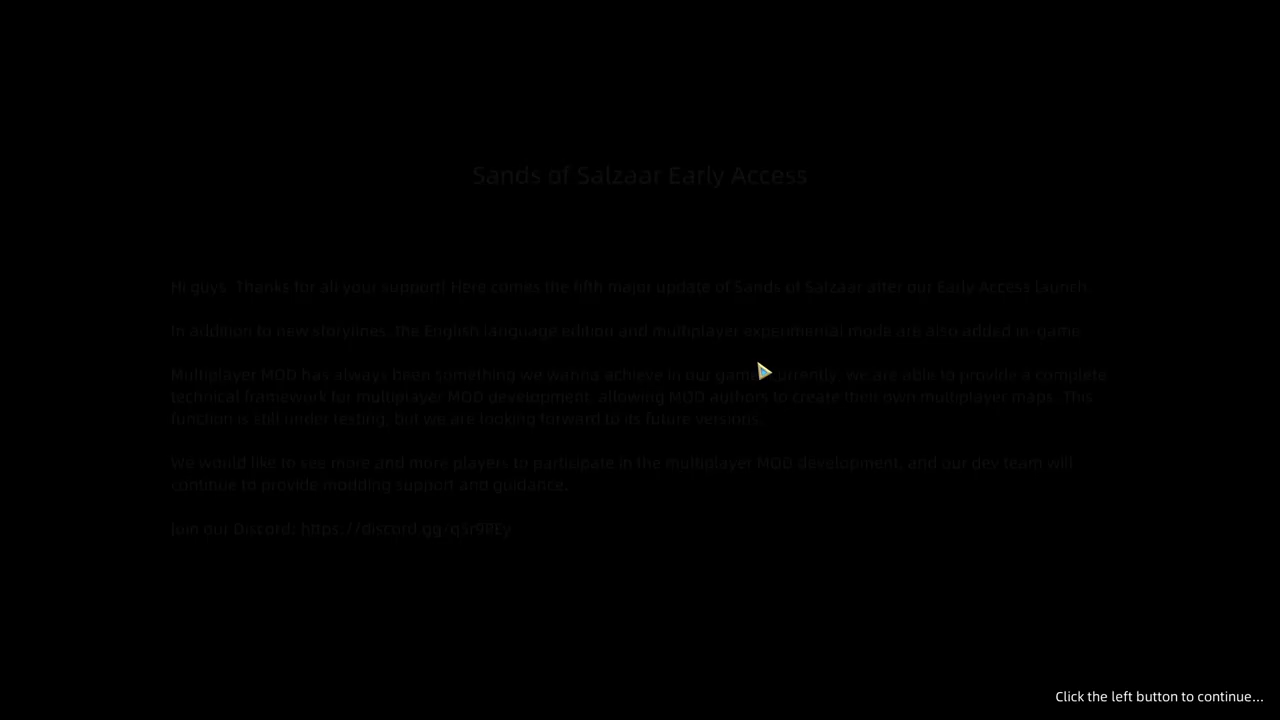 Sands of Salzaar Early Access
Hi guys. Thanks for all your support! Here comes the fifth major update of Sands of Salzaar after our Early Access launch.
In addition to new storylines, the English language edition and multiplayer experimental mode are also added in-game.
Multiplayer MOD has always been something we wanna achieve in our game. Currently, we are able to provide a complete
technical framework for multiplayer MOD development, allowing MOD authors to create their own multiplayer maps. This
function is still under testing, but we are looking forward to its future versions.
We would like to see more and more players to participate in the multiplayer MOD development, and our dev team will
continue to provide modding support and guidance.
Join our Discord:
Click the left button to continue...